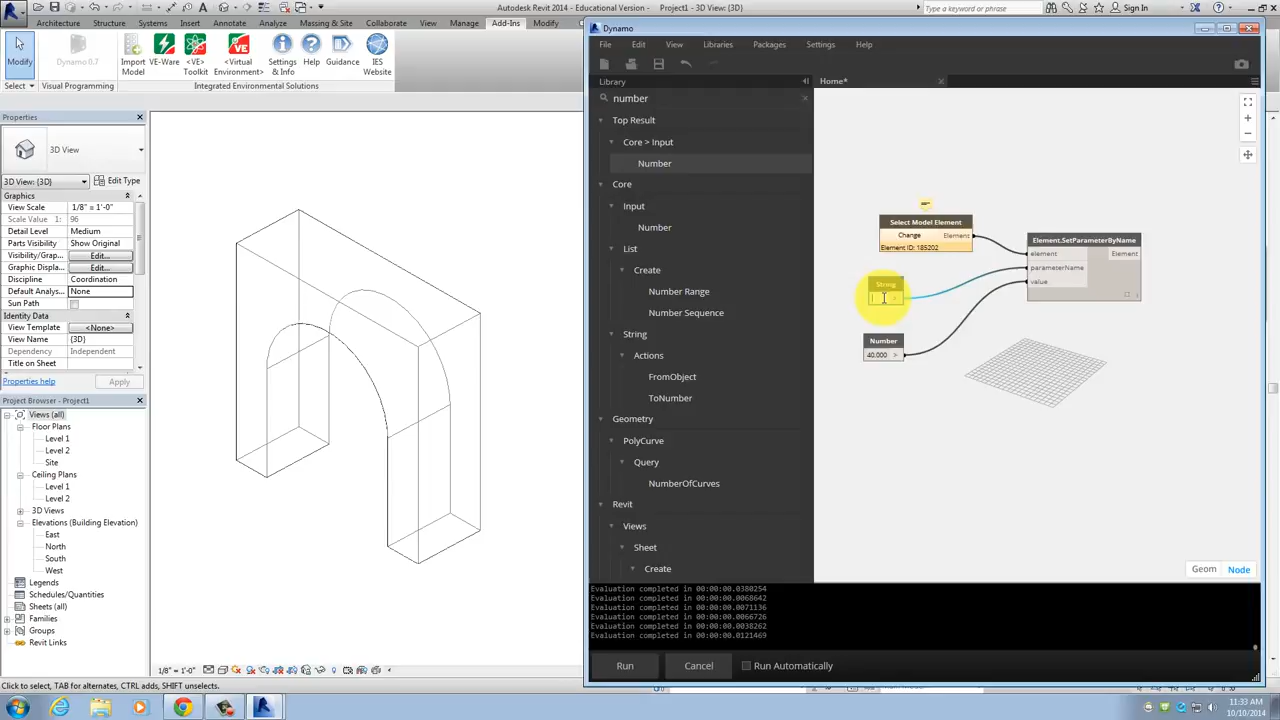 Autodesk Revit 2014 - Educational Version - Project1 - 3D View: {3D}
Type a keyword or phrase
Sign In
Architecture Structure Systems Insert Annotate Analyze Massing & Site Collaborate View Manage Add-Ins Modify
Modify
Dynamo 0.7
Import Model
VE-Ware
<VE> Toolkit
<Virtual Environment>
Settings & Info
Help
Guidance
IES Website
Select
Visual Programming
Integrated Environmental Solutions
Properties
3D View
3D View: {3D}
Edit Type
Graphics
View Scale 1/8" = 1'-0"
Scale Value 1: 96
Detail Level Medium
Parts Visibility Show Original
Visibility/Grap... Edit...
Graphic Displa... Edit...
Discipline Coordination
Default Analys... None
Sun Path
Identity Data
View Template <None>
View Name {3D}
Dependency Independent
Title on Sheet
Properties help
Apply
Project Browser - Project1
Views (all)
Floor Plans
Level 1
Level 2
Site
Ceiling Plans
Level 1
Level 2
3D Views
Elevations (Building Elevation)
East
North
South
West
Legends
Schedules/Quantities
Sheets (all)
Families
Groups
Revit Links
1/8" = 1'-0"
Click to select, TAB for alternates, CTRL adds, SHIFT unselects.
Dynamo
File Edit View Libraries Packages Settings Help
Library
number
Top Result
Core > Input
Number
Core
Input
Number
List
Create
Number Range
Number Sequence
String
Actions
FromObject
ToNumber
Geometry
PolyCurve
Query
NumberOfCurves
Revit
Views
Sheet
Create
Home*
Select Model Element
Change Element
Element ID: 185202
String
Number
40.000 >
Element.SetParameterByName
element Element
parameterName
value
Geom Node
Evaluation completed in 00:00:00.0380254
Evaluation completed in 00:00:00.0068642
Evaluation completed in 00:00:00.0071136
Evaluation completed in 00:00:00.0066726
Evaluation completed in 00:00:00.0038262
Evaluation completed in 00:00:00.0121469
Run Cancel Run Automatically
11:33 AM
10/10/2014